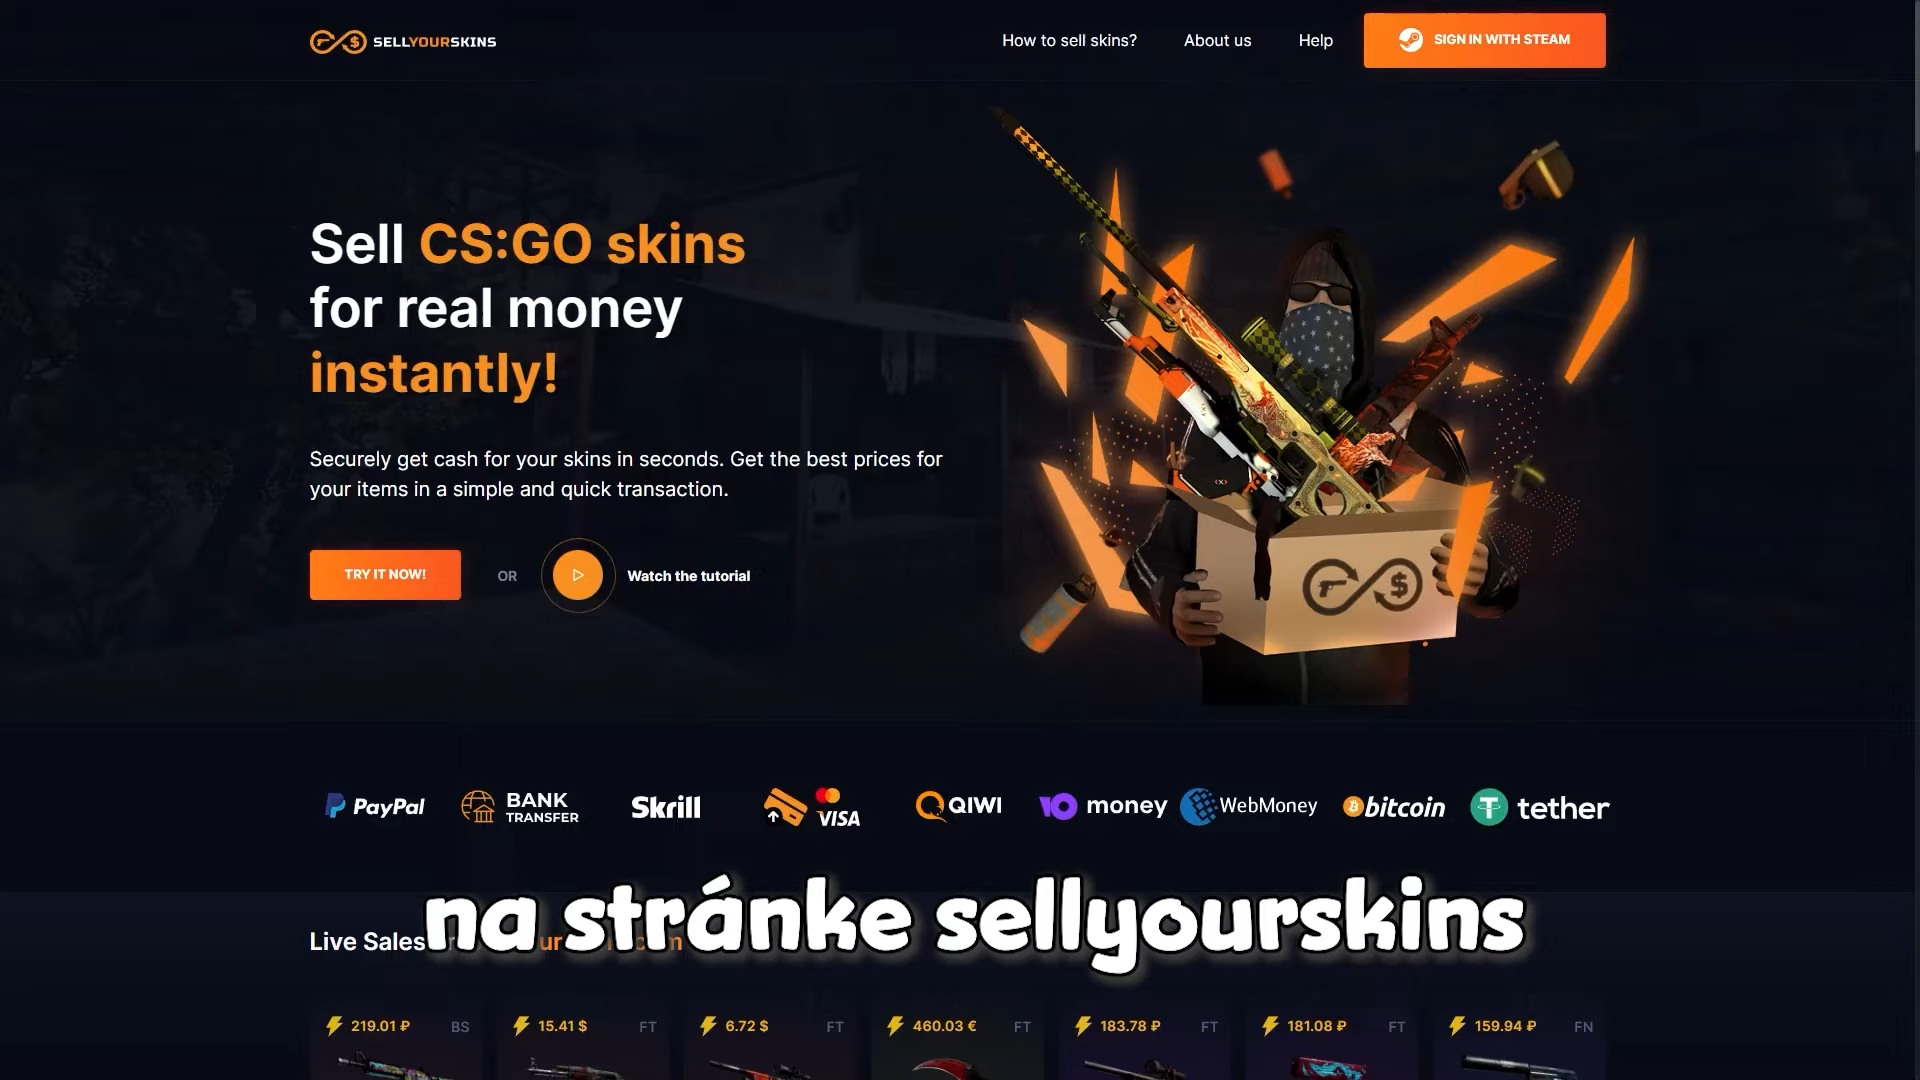 SELLYOURSKINS
How to sell skins?
About us
Help
SIGN IN WITH STEAM
Sell CS:GO skins
for real money
instantly!
Securely get cash for your skins in seconds. Get the best prices for
your items in a simple and quick transaction.
TRY IT NOW!
OR
Watch the tutorial
PayPal
BANK TRANSFER
Skrill
VISA
QIWI
ЮMoney
WebMoney
bitcoin
tether
na stránke sellyourskins
Live Sales
219.01 ₽ BS
15.41 $ FT
6.72 $ FT
460.03 € FT
183.78 ₽ FT
181.08 ₽ FT
159.94 ₽ FN